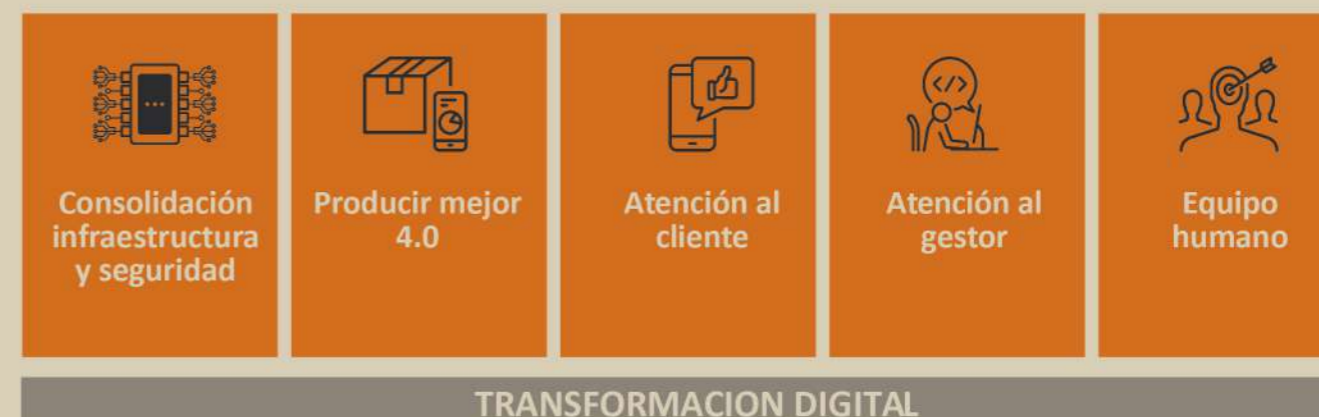 Consolidación
infraestructura
y seguridad
Producir mejor
4.0
Atención al
cliente
Atención al
gestor
Equipo
humano
TRANSFORMACION DIGITAL